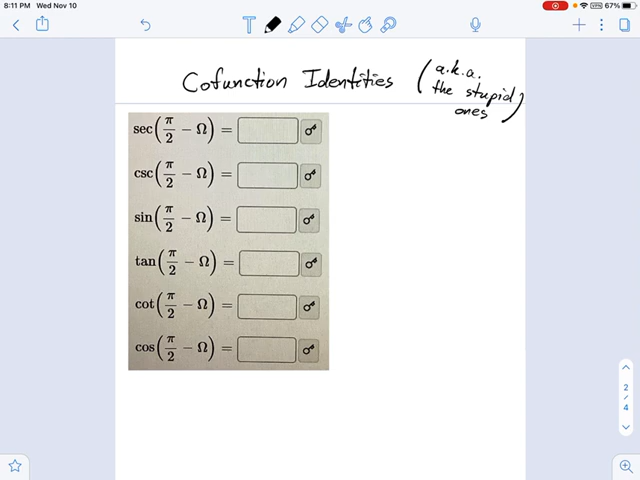 8:11 PM Wed Nov 10
VPN 67%
T
Cofunction Identities (a.k.a. the stupid ones)
sec(π/2 − Ω) =
csc(π/2 − Ω) =
sin(π/2 − Ω) =
tan(π/2 − Ω) =
cot(π/2 − Ω) =
cos(π/2 − Ω) =
2
/
4